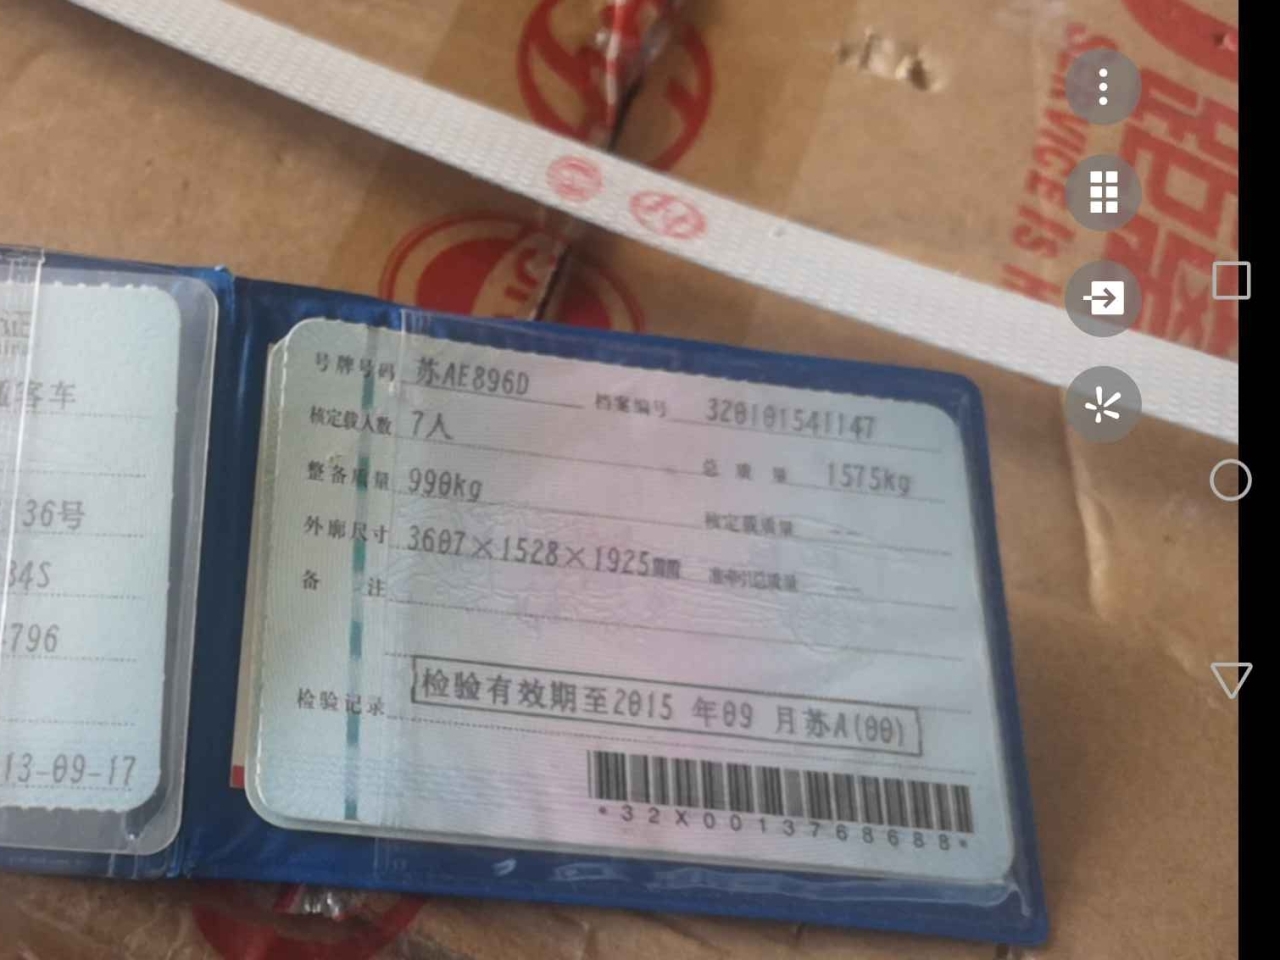 SERVICE IS H
客车
36号
34S
796
13-09-17
号牌号码 苏AE896D 档案编号 320101541147
核定载人数 7人 总质量 1575kg
整备质量 990kg 核定载质量 --
外廓尺寸 3607×1528×1925mm 准牵引总质量 --
备注
检验记录 检验有效期至2015 年09 月苏A(00)
*32X0013768688*